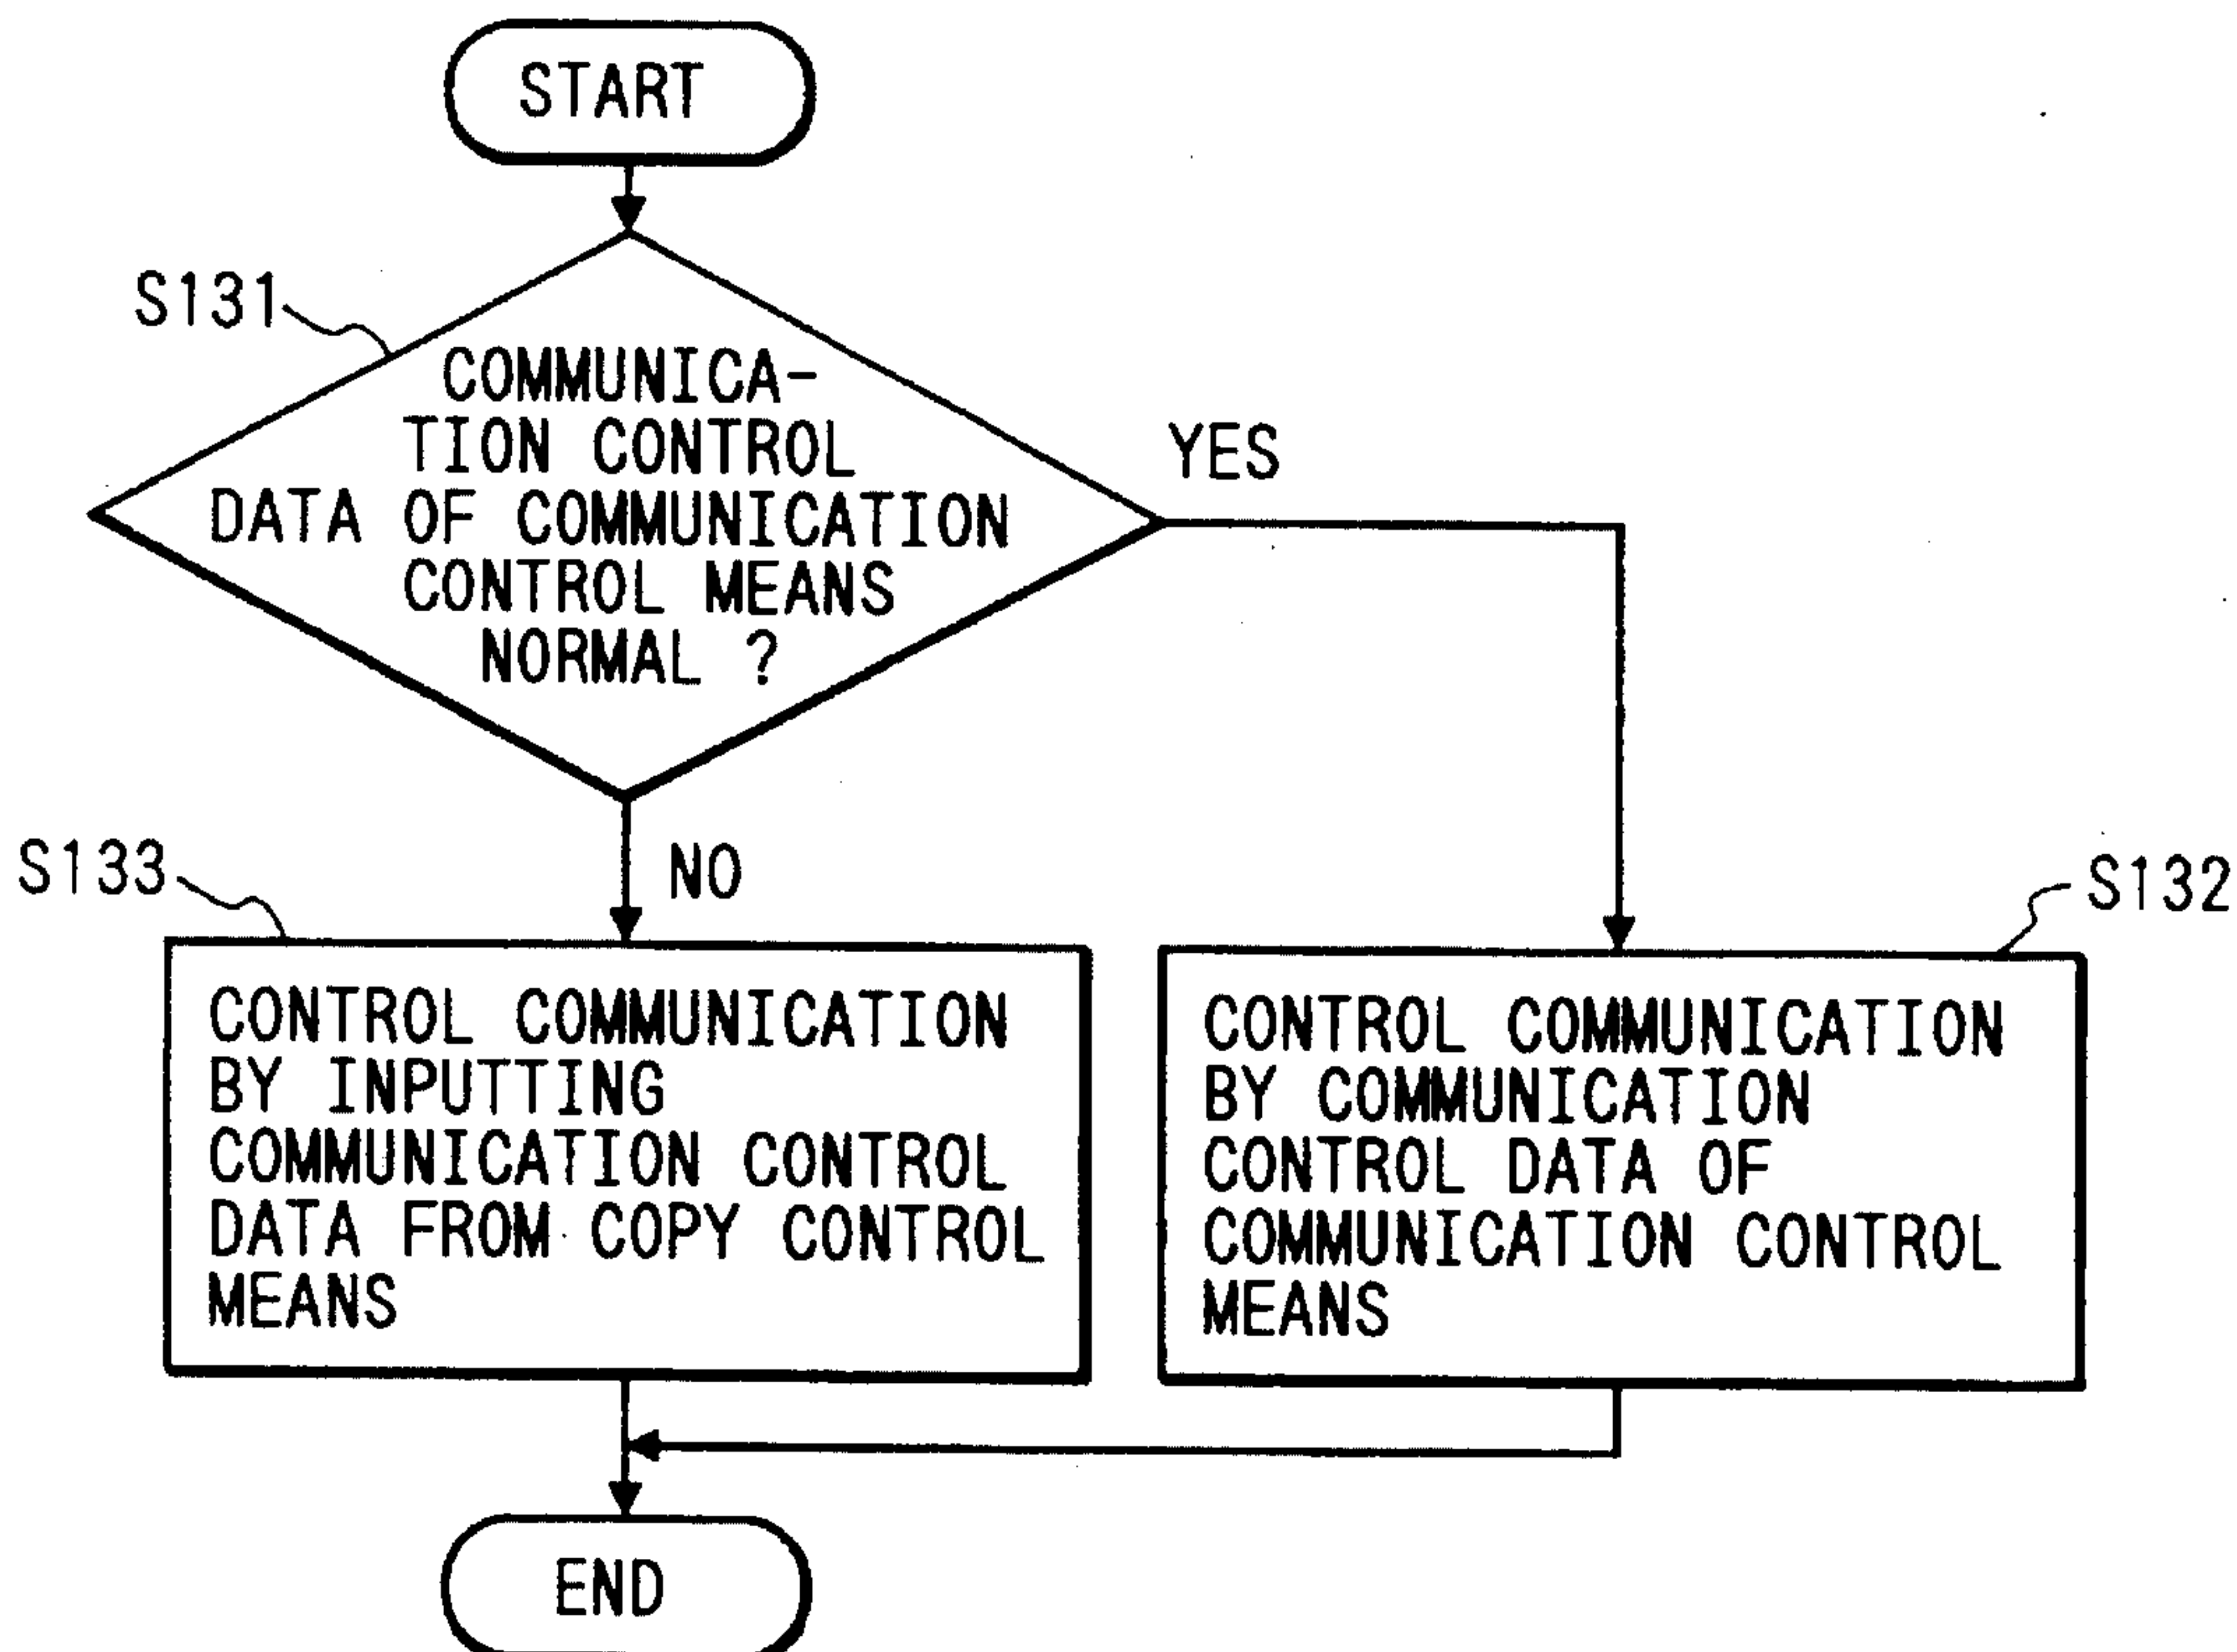 START
S131
COMMUNICA-
TION CONTROL
DATA OF COMMUNICATION
CONTROL MEANS
NORMAL ?
YES
NO
S133
CONTROL COMMUNICATION
BY INPUTTING
COMMUNICATION CONTROL
DATA FROM COPY CONTROL
MEANS
S132
CONTROL COMMUNICATION
BY COMMUNICATION
CONTROL DATA OF
COMMUNICATION CONTROL
MEANS
END